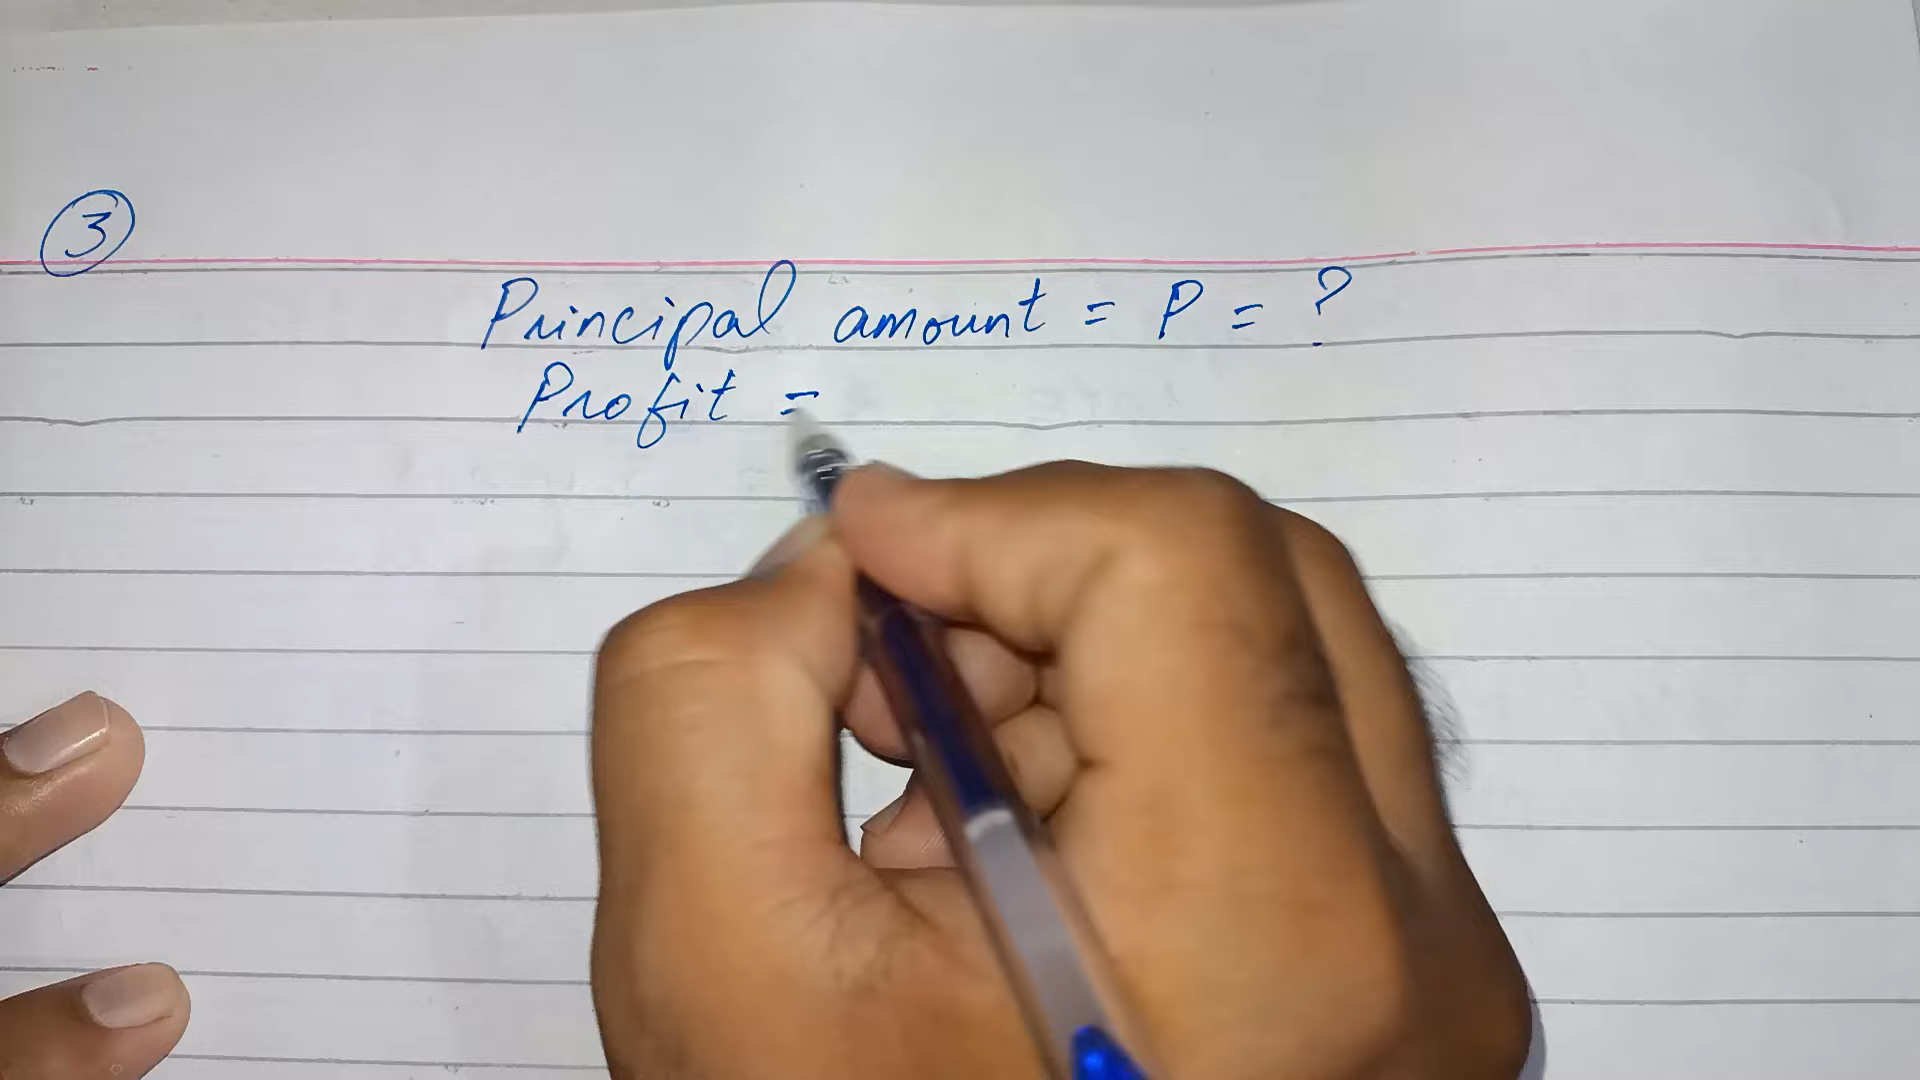 3
Principal amount = P = ?
Profit =